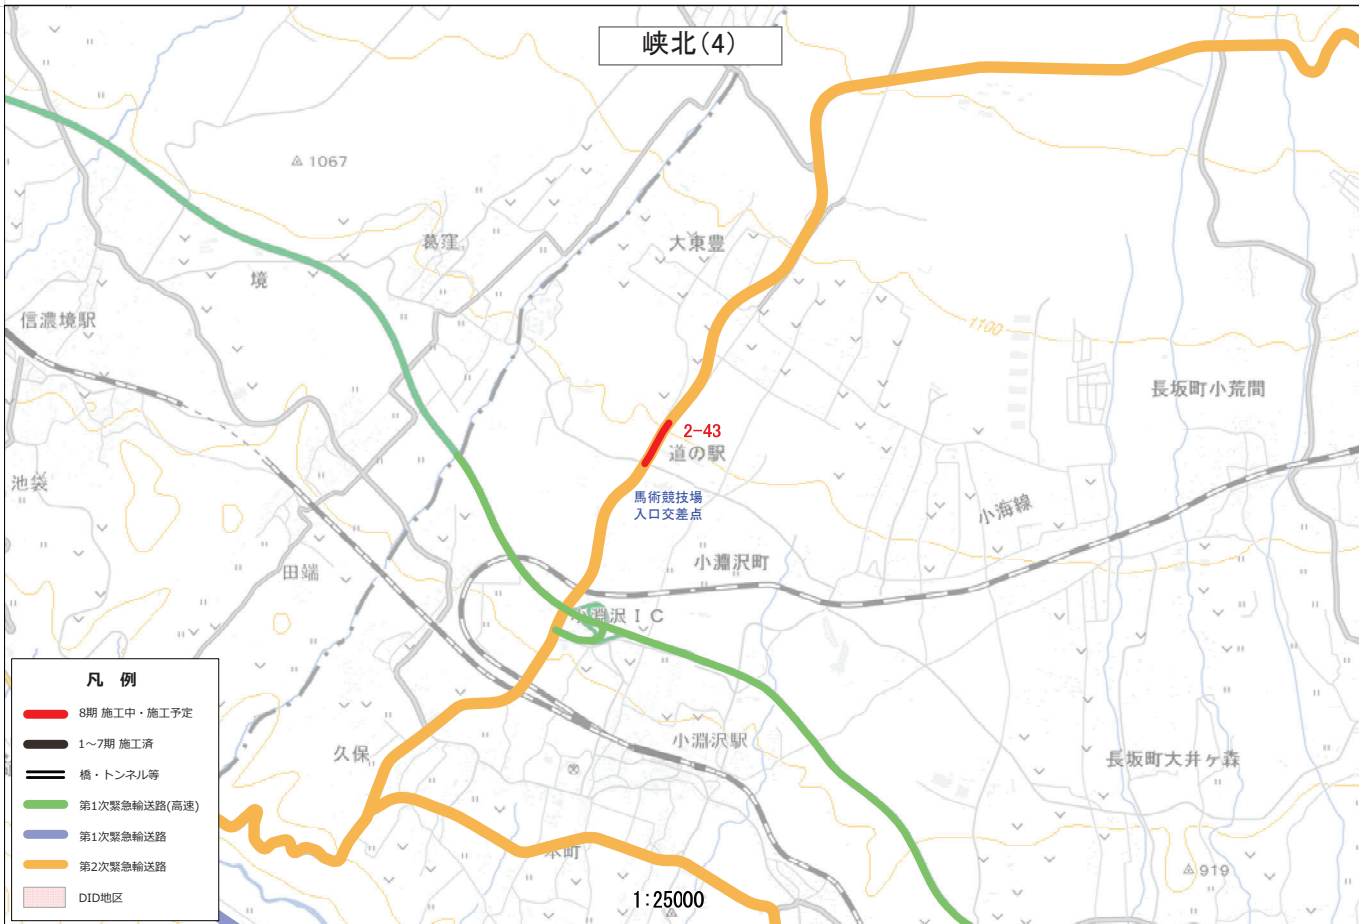 峡北(4)
1067
葛窪
大東豊
境
信濃境駅
1100
長坂町小荒間
2-43
道の駅
池袋
馬術競技場
入口交差点
小海線
小淵沢町
田端
小淵沢IC
凡 例
8期 施工中・施工予定
1~7期 施工済
橋・トンネル等
第1次緊急輸送路(高速)
第1次緊急輸送路
第2次緊急輸送路
DID地区
小淵沢駅
久保
長坂町大井ヶ森
本町
919
1:25000